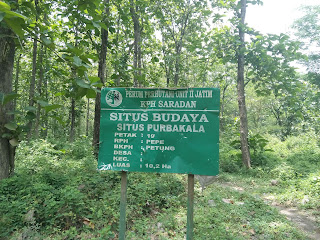 PERUM PERHUTANI UNIT II JATIM
KPH SARADAN
SITUS BUDAYA
SITUS PURBAKALA
PETAK : 19
RPH : PEPE
BKPH : PETUNG
DESA :
KEC. :
LUAS : 10,2 Ha